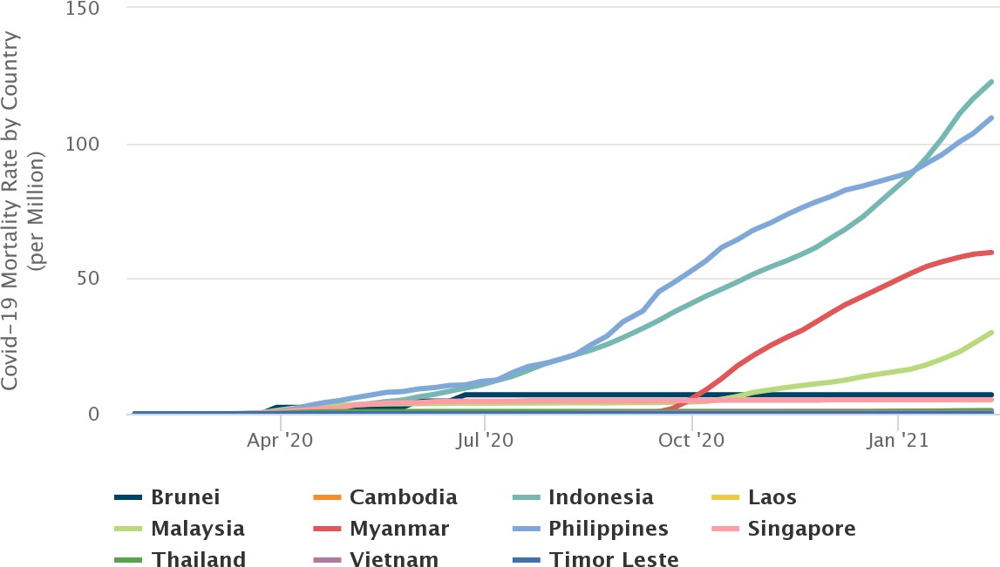 150
100
50
0
Covid-19 Mortality Rate by Country
(per Million)
Apr '20
Jul '20
Oct '20
Jan '21
Brunei
Cambodia
Indonesia
Laos
Malaysia
Myanmar
Philippines
Singapore
Thailand
Vietnam
Timor Leste